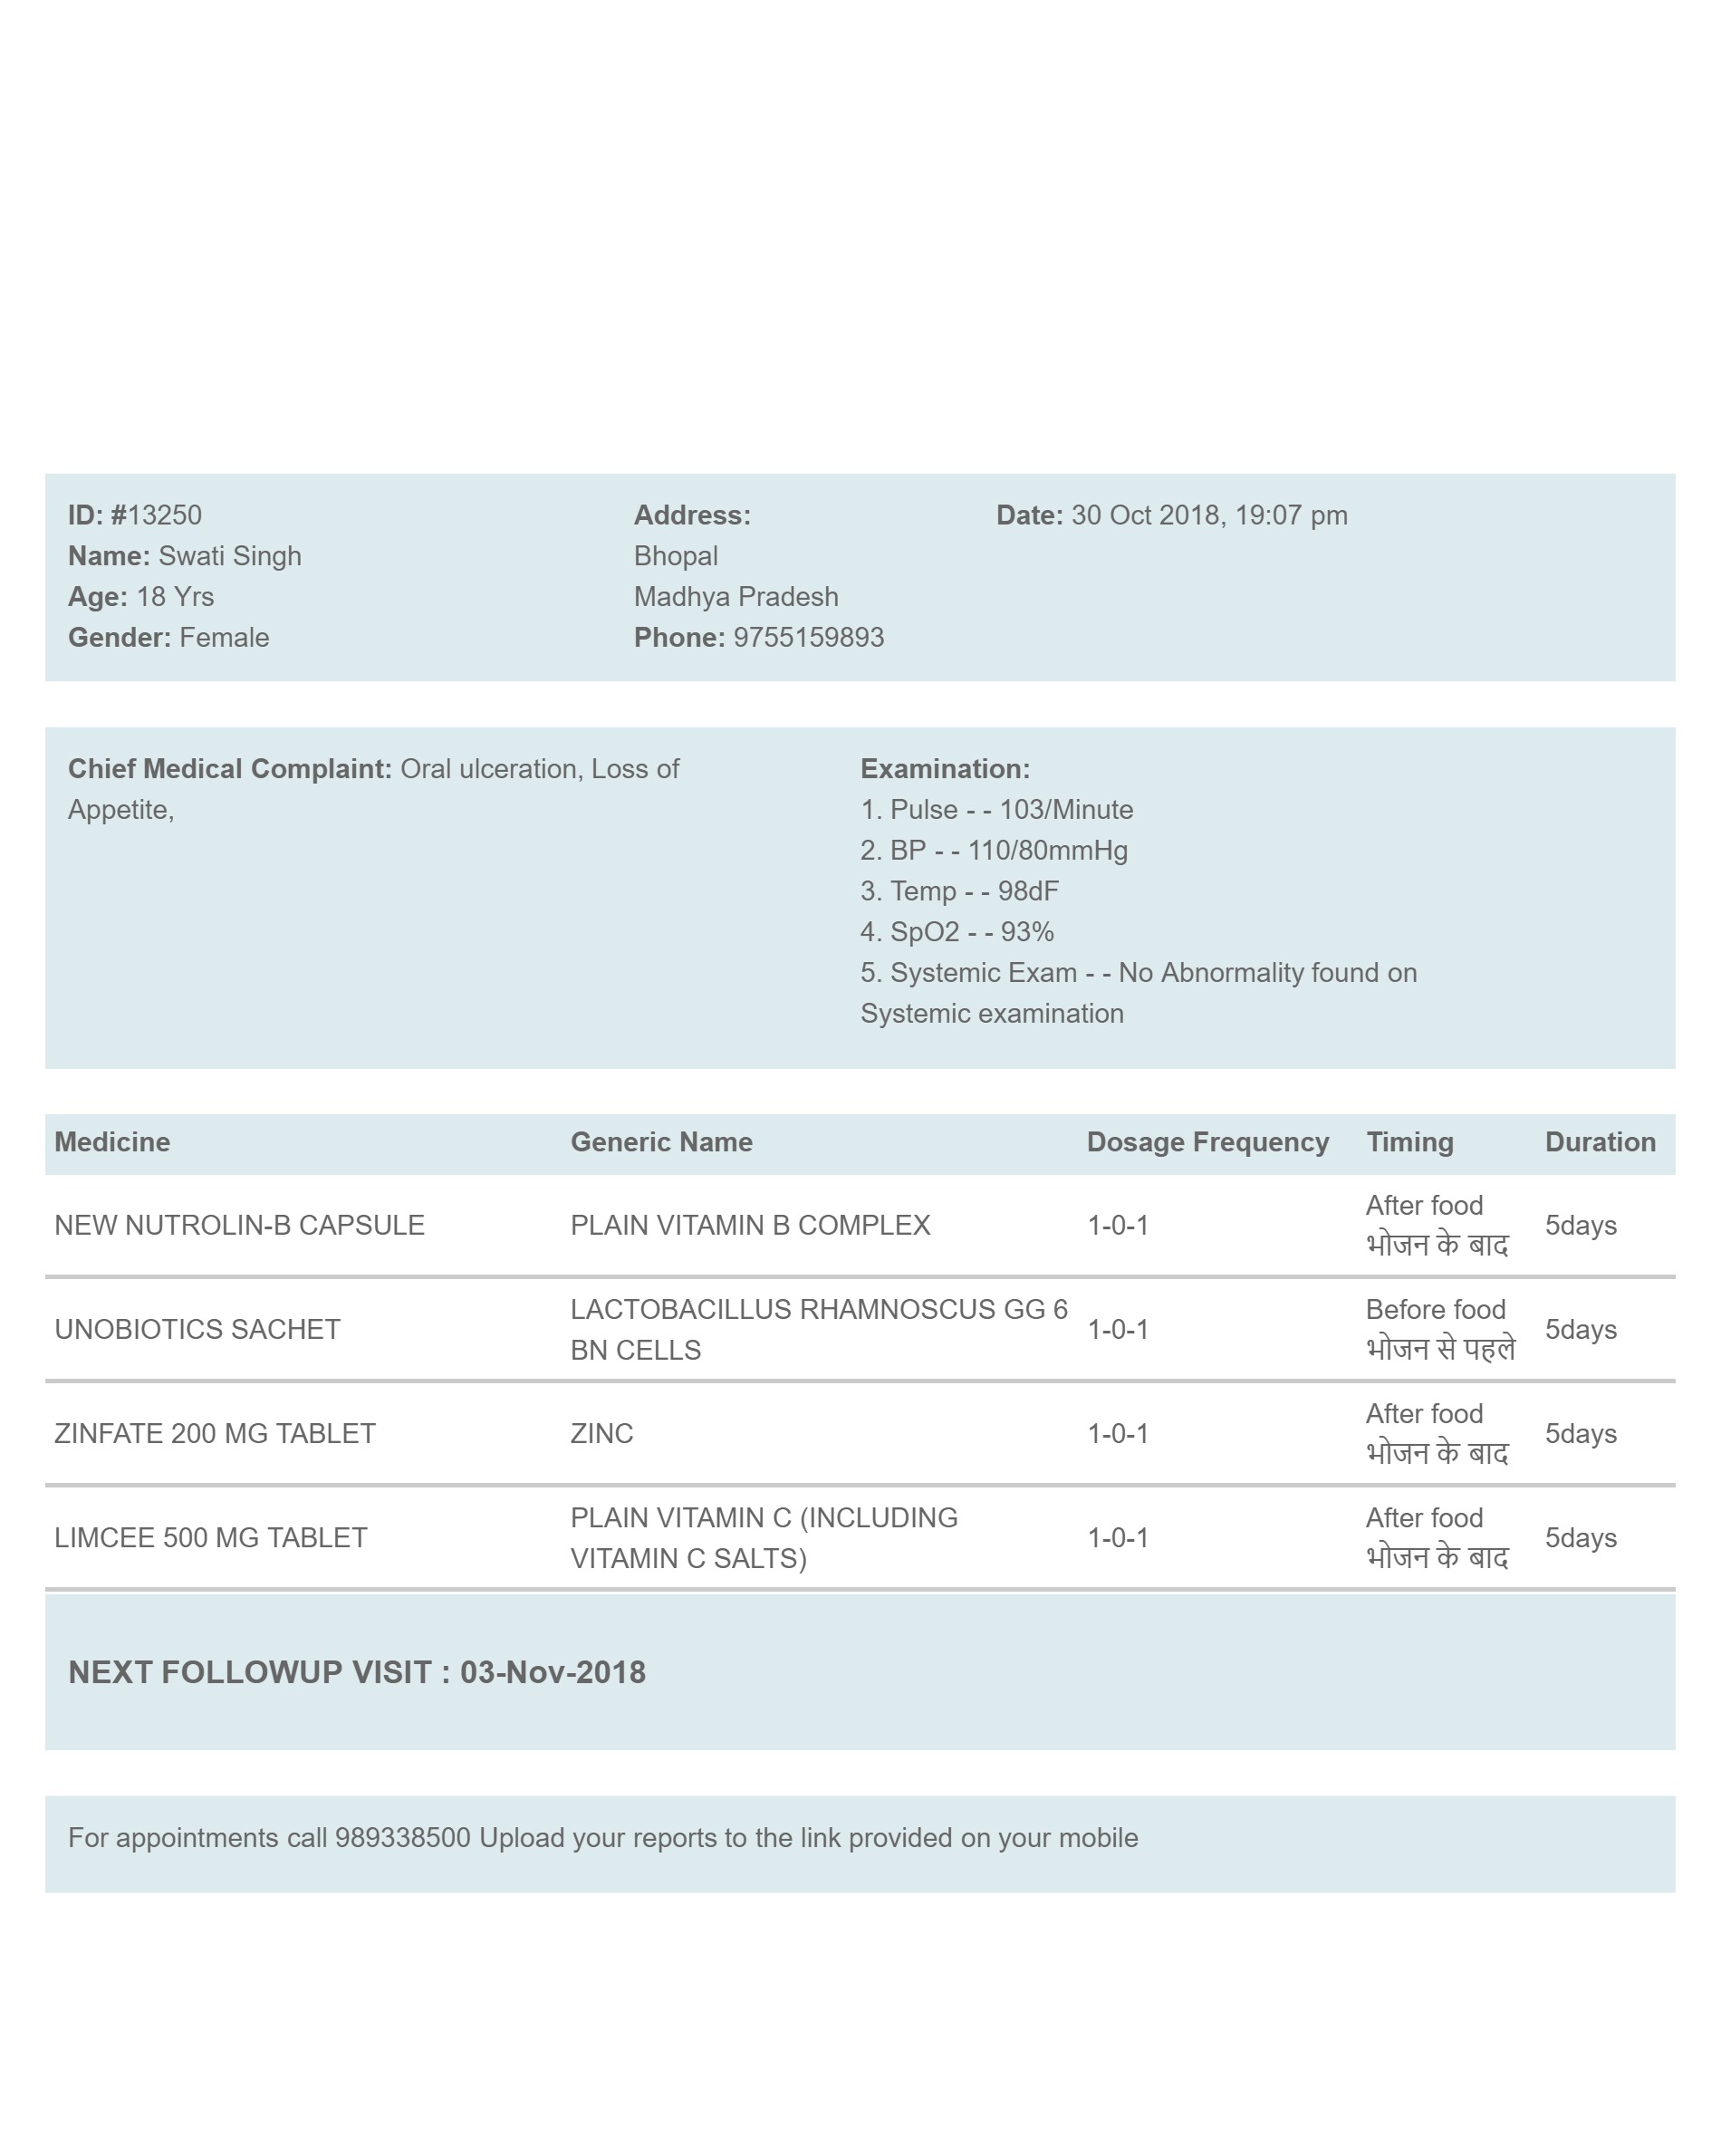 ID: #13250
Name: Swati Singh
Age: 18 Yrs
Gender: Female
Address:
Bhopal
Madhya Pradesh
Phone: 9755159893
Date: 30 Oct 2018, 19:07 pm
Chief Medical Complaint: Oral ulceration, Loss of
Appetite,
Examination:
1. Pulse - - 103/Minute
2. BP - - 110/80mmHg
3. Temp - - 98dF
4. SpO2 - - 93%
5. Systemic Exam - - No Abnormality found on
Systemic examination
Medicine Generic Name Dosage Frequency Timing Duration
NEW NUTROLIN-B CAPSULE PLAIN VITAMIN B COMPLEX 1-0-1 After food 5days
भोजन के बाद
UNOBIOTICS SACHET LACTOBACILLUS RHAMNOSCUS GG 6 1-0-1 Before food 5days
BN CELLS भोजन से पहले
ZINFATE 200 MG TABLET ZINC 1-0-1 After food 5days
भोजन के बाद
LIMCEE 500 MG TABLET PLAIN VITAMIN C (INCLUDING 1-0-1 After food 5days
VITAMIN C SALTS) भोजन के बाद
NEXT FOLLOWUP VISIT : 03-Nov-2018
For appointments call 989338500 Upload your reports to the link provided on your mobile